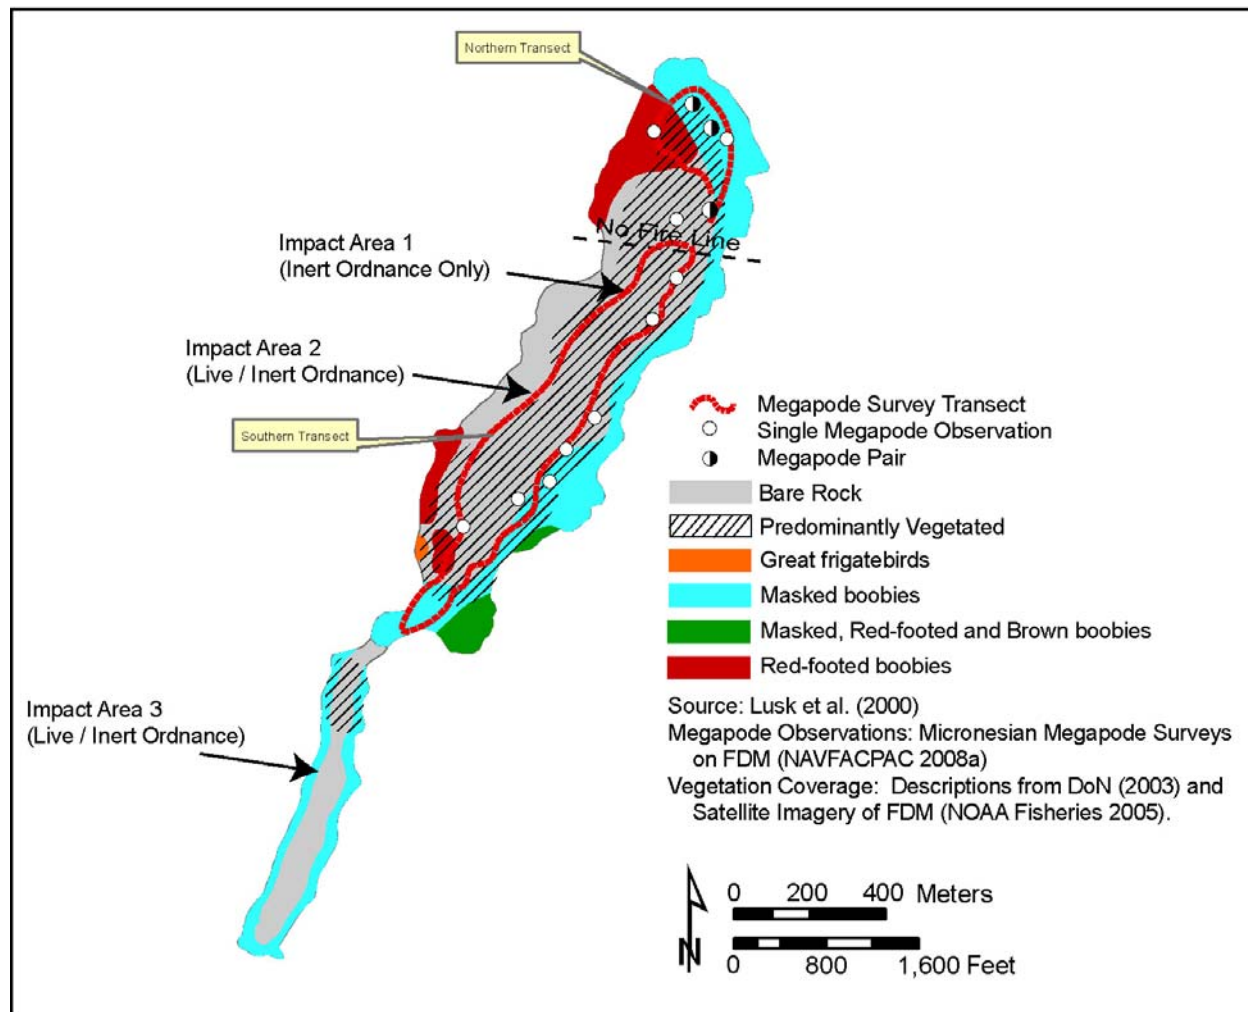 Northern Transect
No Fire Line
Impact Area 1
(Inert Ordnance Only)
Impact Area 2
(Live / Inert Ordnance)
Southern Transect
Impact Area 3
(Live / Inert Ordnance)
Megapode Survey Transect
Single Megapode Observation
Megapode Pair
Bare Rock
Predominantly Vegetated
Great frigatebirds
Masked boobies
Masked, Red-footed and Brown boobies
Red-footed boobies
Source: Lusk et al. (2000)
Megapode Observations: Micronesian Megapode Surveys
on FDM (NAVFACPAC 2008a)
Vegetation Coverage: Descriptions from DoN (2003) and
Satellite Imagery of FDM (NOAA Fisheries 2005).
N
0 200 400 Meters
0 800 1,600 Feet